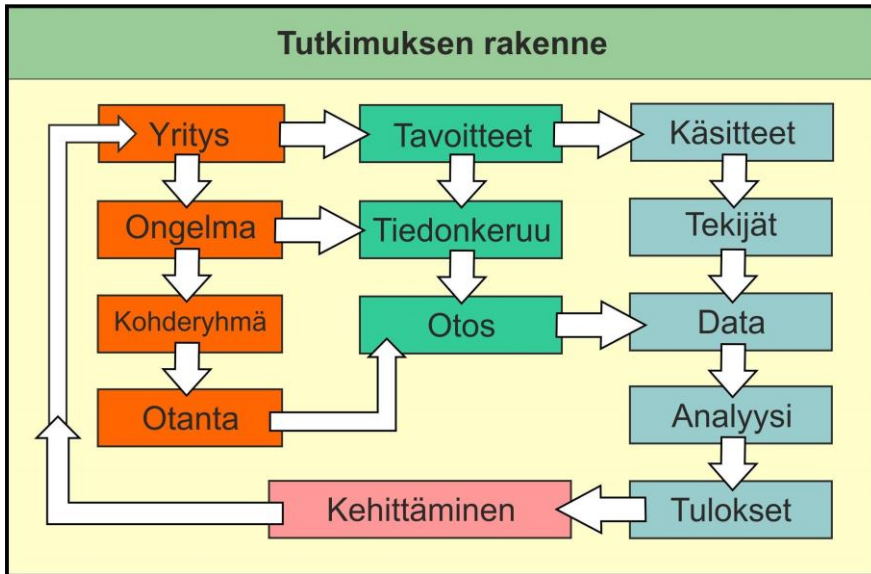 Tutkimuksen rakenne
Yritys
Tavoitteet
Käsitteet
Ongelma
Tiedonkeruu
Tekijät
Kohderyhmä
Otos
Data
Otanta
Analyysi
Kehittäminen
Tulokset